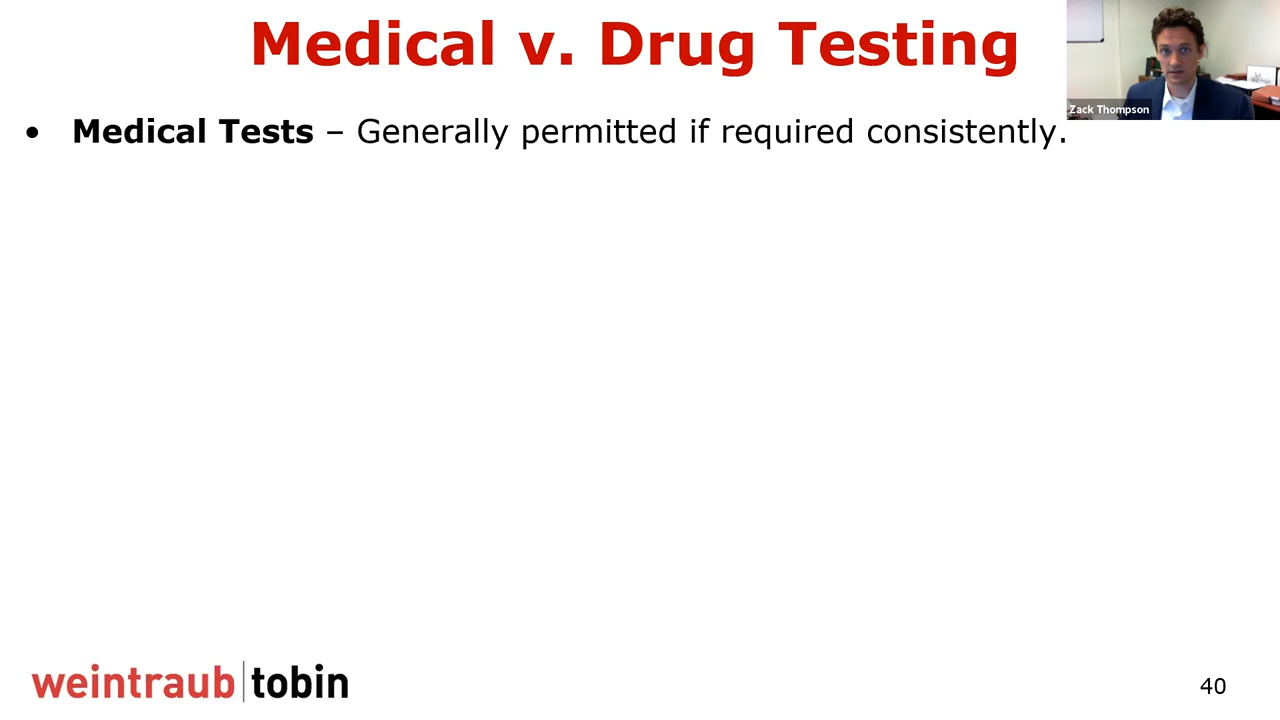 Medical v. Drug Testing
Zack Thompson
• Medical Tests – Generally permitted if required consistently.
weintraub tobin
40